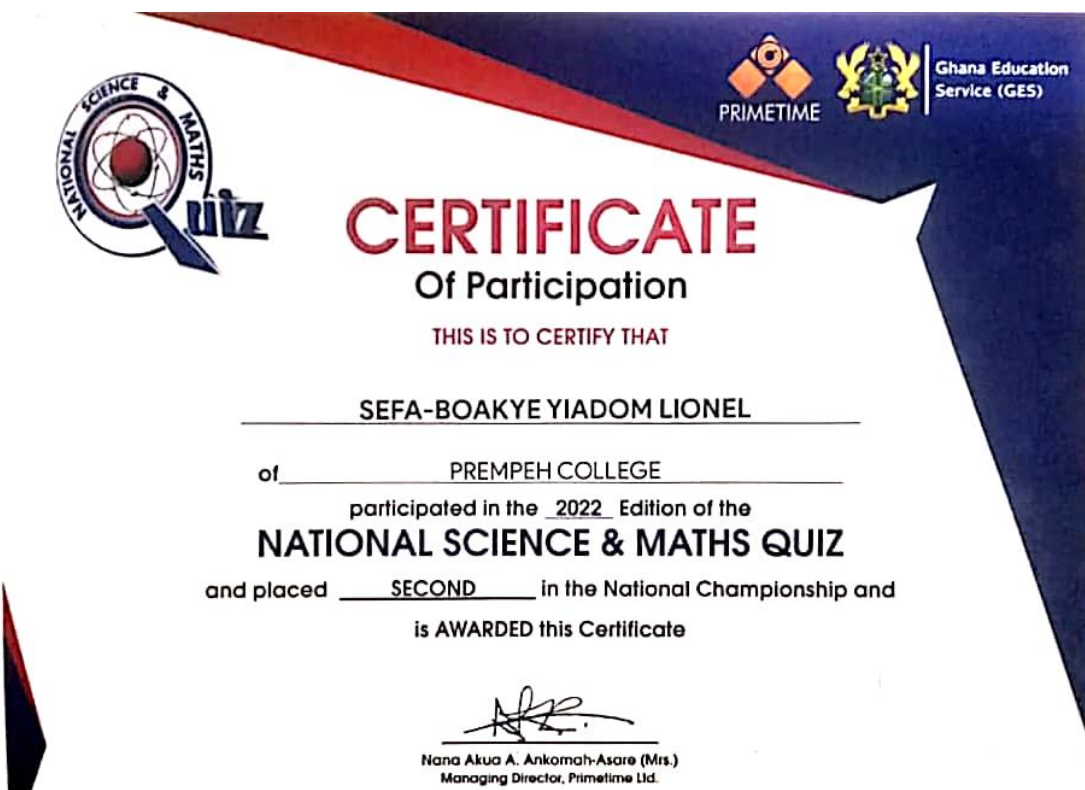 NATIONAL SCIENCE & MATHS
Quiz
PRIMETIME
Ghana Education
Service (GES)
CERTIFICATE
Of Participation
THIS IS TO CERTIFY THAT
SEFA-BOAKYE YIADOM LIONEL
of PREMPEH COLLEGE
participated in the 2022 Edition of the
NATIONAL SCIENCE & MATHS QUIZ
and placed SECOND in the National Championship and
is AWARDED this Certificate
Nana Akua A. Ankomah-Asare (Mrs.)
Managing Director, Primetime Ltd.